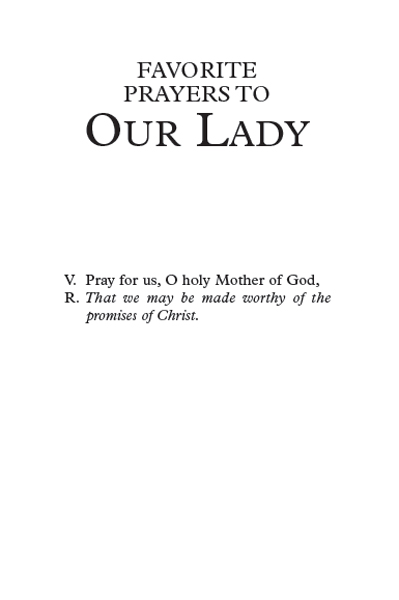 FAVORITE
PRAYERS TO
OUR LADY
V. Pray for us, O holy Mother of God,
R. That we may be made worthy of the
promises of Christ.